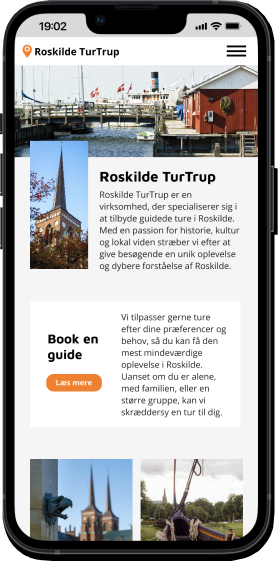 19:02
Roskilde TurTrup
Roskilde TurTrup
Roskilde TurTrup er en
virksomhed, der specialiserer sig i
at tilbyde guidede ture i Roskilde.
Med en passion for historie, kultur
og lokal viden stræber vi efter at
give besøgende en unik oplevelse
og dybere forståelse af Roskilde.
Book en
guide
Læs mere
Vi tilpasser gerne ture
efter dine præferencer og
behov, så du kan få den
mest mindeværdige
oplevelse i Roskilde.
Uanset om du er alene,
med familien, eller en
større gruppe, kan vi
skræddersy en tur til dig.